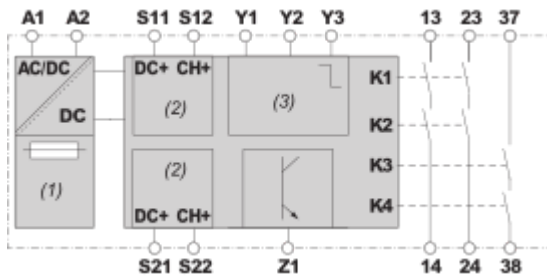 A1 A2 S11 S12 Y1 Y2 Y3 13 23 37
AC/DC DC+ CH+ K1
DC (2) (3) K2
(1) (2) K3
DC+ CH+ K4
S21 S22 Z1 14 24 38